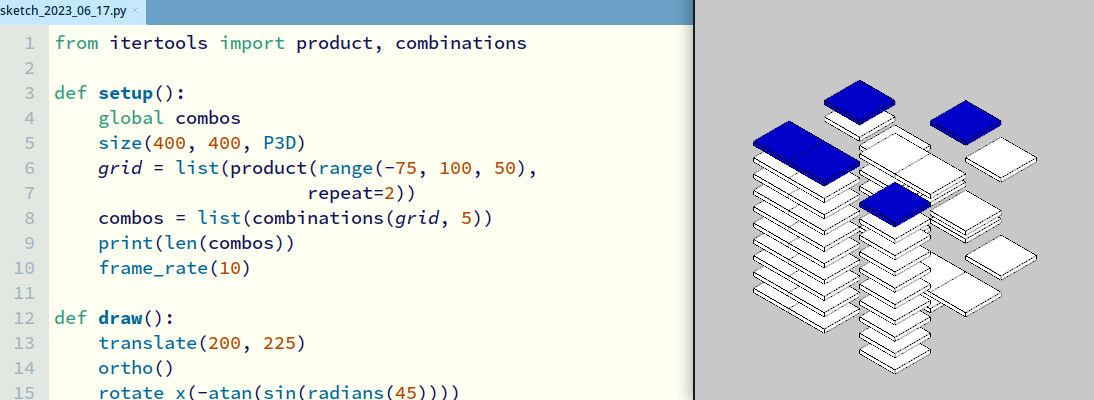 sketch_2023_06_17.py ×
1 from itertools import product, combinations
2
3 def setup():
4     global combos
5     size(400, 400, P3D)
6     grid = list(product(range(-75, 100, 50),
7                        repeat=2))
8     combos = list(combinations(grid, 5))
9     print(len(combos))
10     frame_rate(10)
11
12 def draw():
13     translate(200, 225)
14     ortho()
15     rotate_x(-atan(sin(radians(45))))